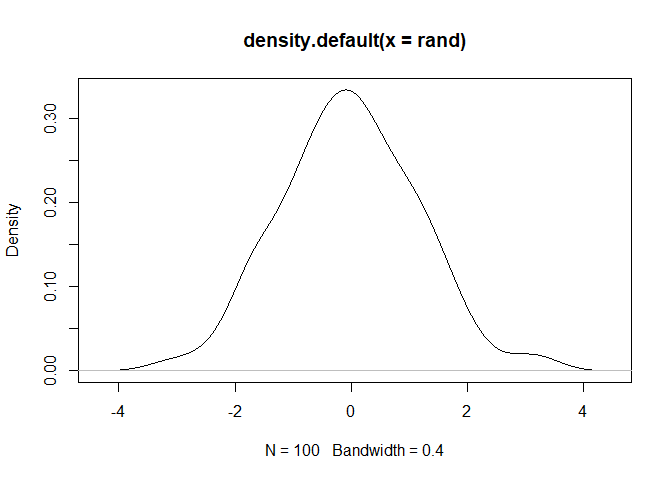 density.default(x = rand)
Density
0.30
0.20
0.10
0.00
-4 -2 0 2 4
N = 100 Bandwidth = 0.4